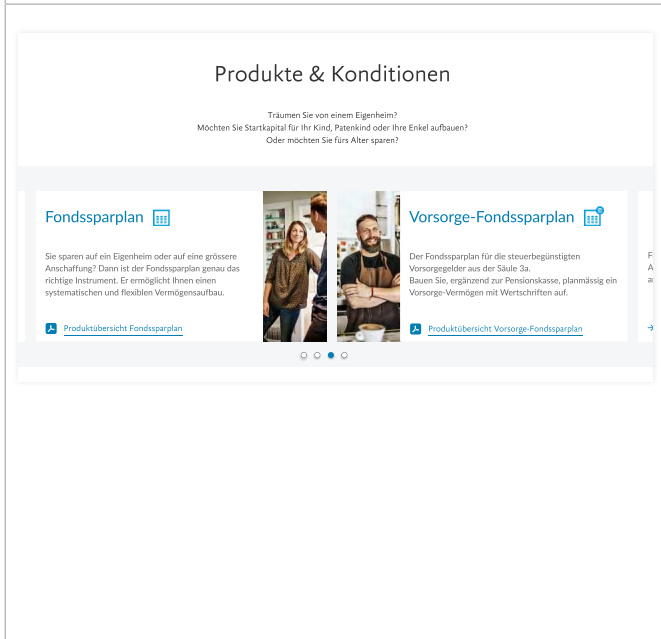 Produkte & Konditionen
Träumen Sie von einem Eigenheim?
Möchten Sie Startkapital für Ihr Kind, Patenkind oder Ihre Enkel aufbauen?
Oder möchten Sie fürs Alter sparen?
Fondssparplan
Sie sparen auf ein Eigenheim oder auf eine grössere
Anschaffung? Dann ist der Fondssparplan genau das
richtige Instrument. Er ermöglicht Ihnen einen
systematischen und flexiblen Vermögensaufbau.
Produktübersicht Fondssparplan
Vorsorge-Fondssparplan
Der Fondssparplan für die steuerbegünstigten
Vorsorgegelder aus der Säule 3a.
Bauen Sie, ergänzend zur Pensionskasse, planmässig ein
Vorsorge-Vermögen mit Wertschriften auf.
Produktübersicht Vorsorge-Fondssparplan